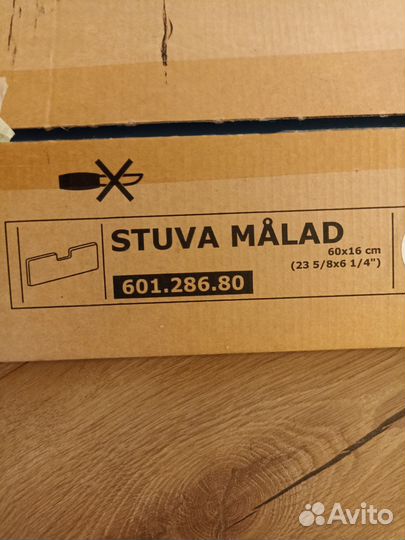 STUVA MÅLAD
60x16 cm
(23 5/8x6 1/4")
601.286.80
Avito